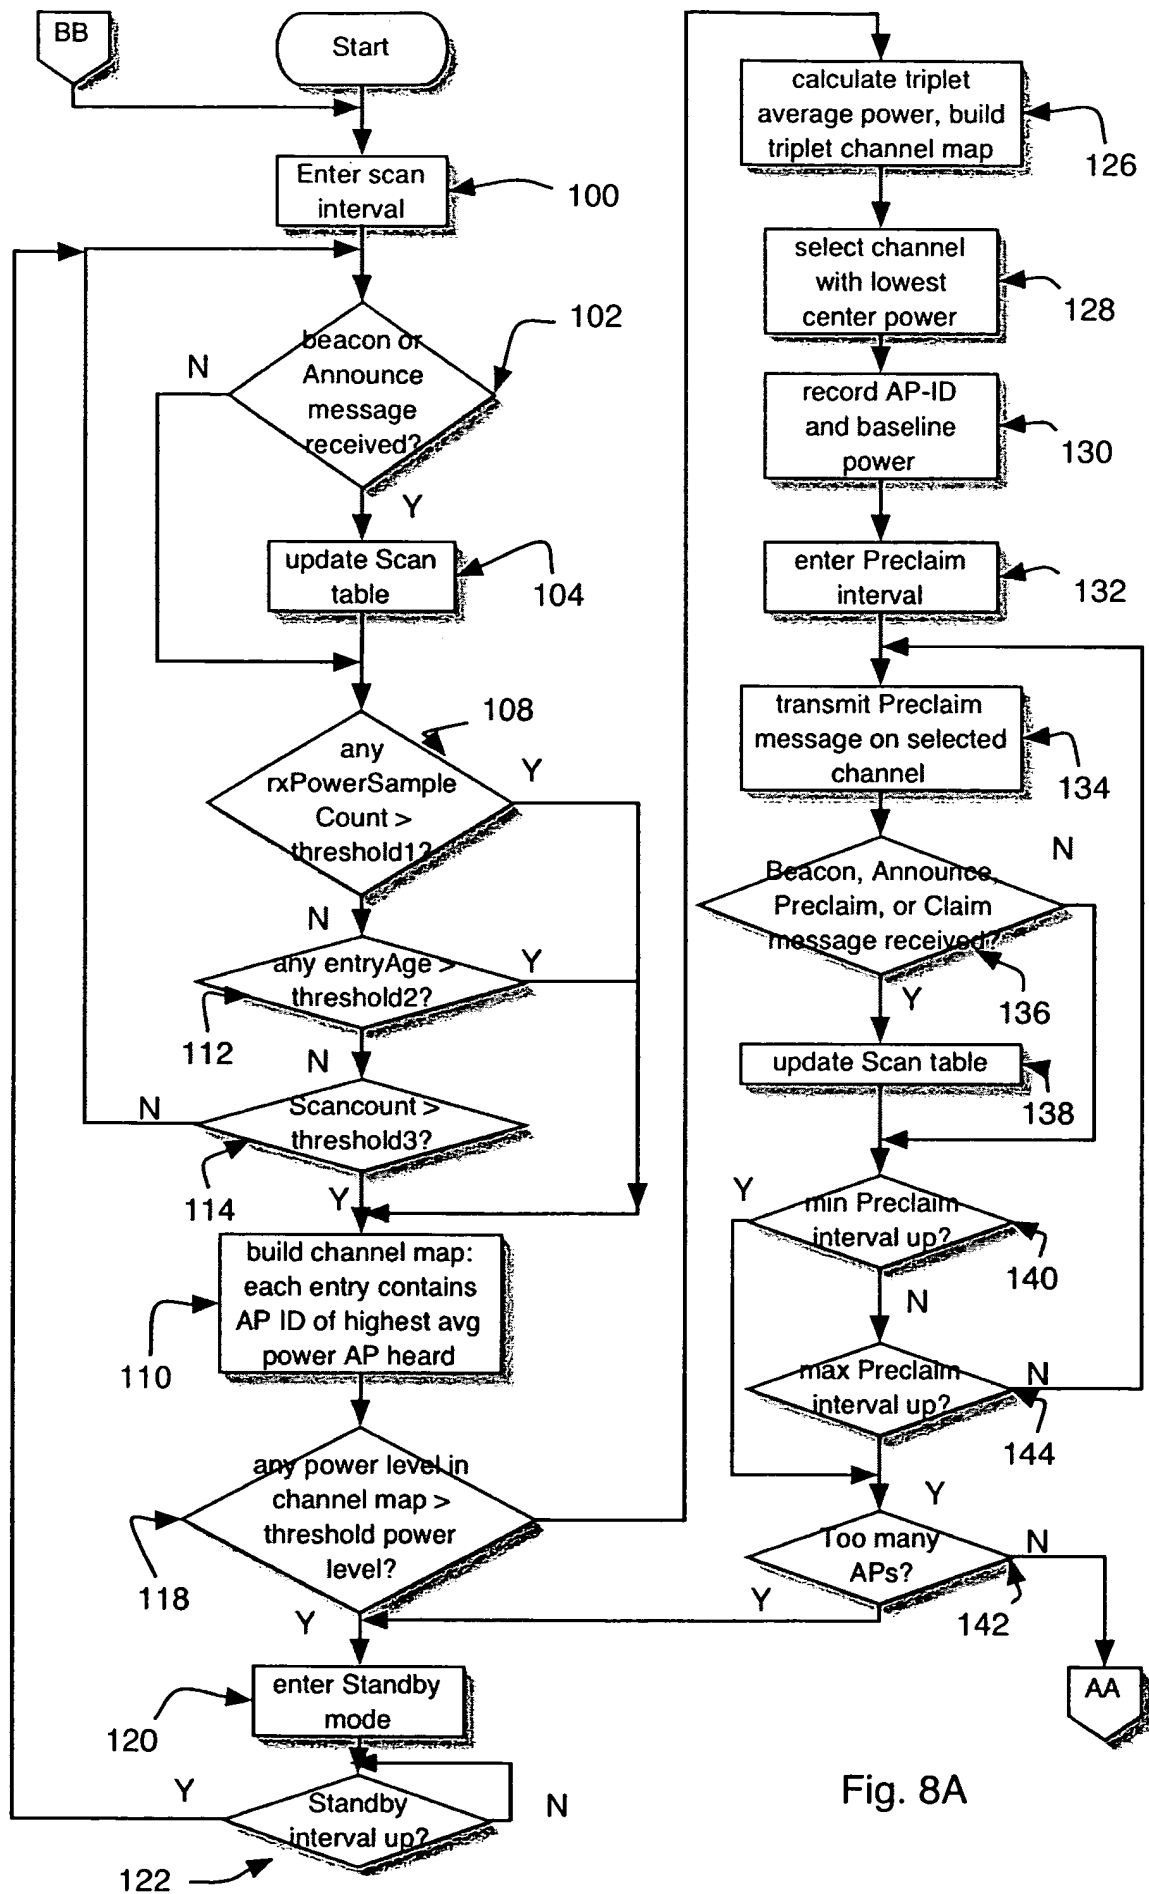 BB
Start
Enter scan
interval
100
beacon or
Announce
message
received?
102
N
Y
update Scan
table
104
any
rxPowerSample
Count >
threshold1?
108
Y
N
any entryAge >
threshold2?
Y
112
N
Scancount >
threshold3?
N
114
Y
build channel map:
each entry contains
AP ID of highest avg
power AP heard
110
any power level in
channel map >
threshold power
level?
118
Y
enter Standby
mode
120
Standby
interval up?
Y
N
122
calculate triplet
average power, build
triplet channel map
126
select channel
with lowest
center power
128
record AP-ID
and baseline
power
130
enter Preclaim
interval
132
transmit Preclaim
message on selected
channel
134
Beacon, Announce,
Preclaim, or Claim
message received?
N
136
Y
update Scan table
138
min Preclaim
interval up?
Y
140
N
max Preclaim
interval up?
N
144
Y
Too many
APs?
N
142
Y
AA
Fig. 8A